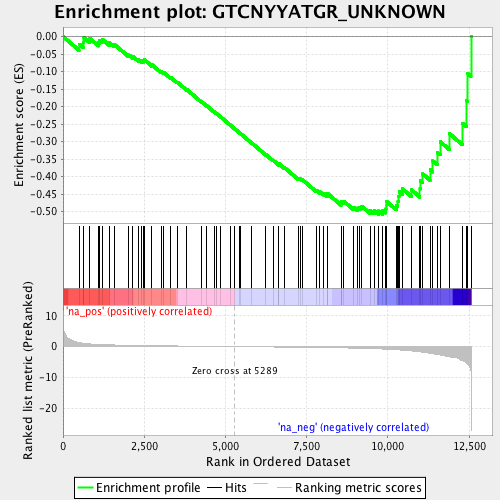 Enrichment plot: GTCNYYATGR_UNKNOWN
Enrichment score (ES)
0.00
-0.05
-0.10
-0.15
-0.20
-0.25
-0.30
-0.35
-0.40
-0.45
-0.50
'na_pos' (positively correlated)
Ranked list metric (PreRanked)
10
5
0
-5
-10
-15
-20
Zero cross at 5289
'na_neg' (negatively correlated)
0
2,500
5,000
7,500
10,000
12,500
Rank in Ordered Dataset
Enrichment profile
Hits
Ranking metric scores